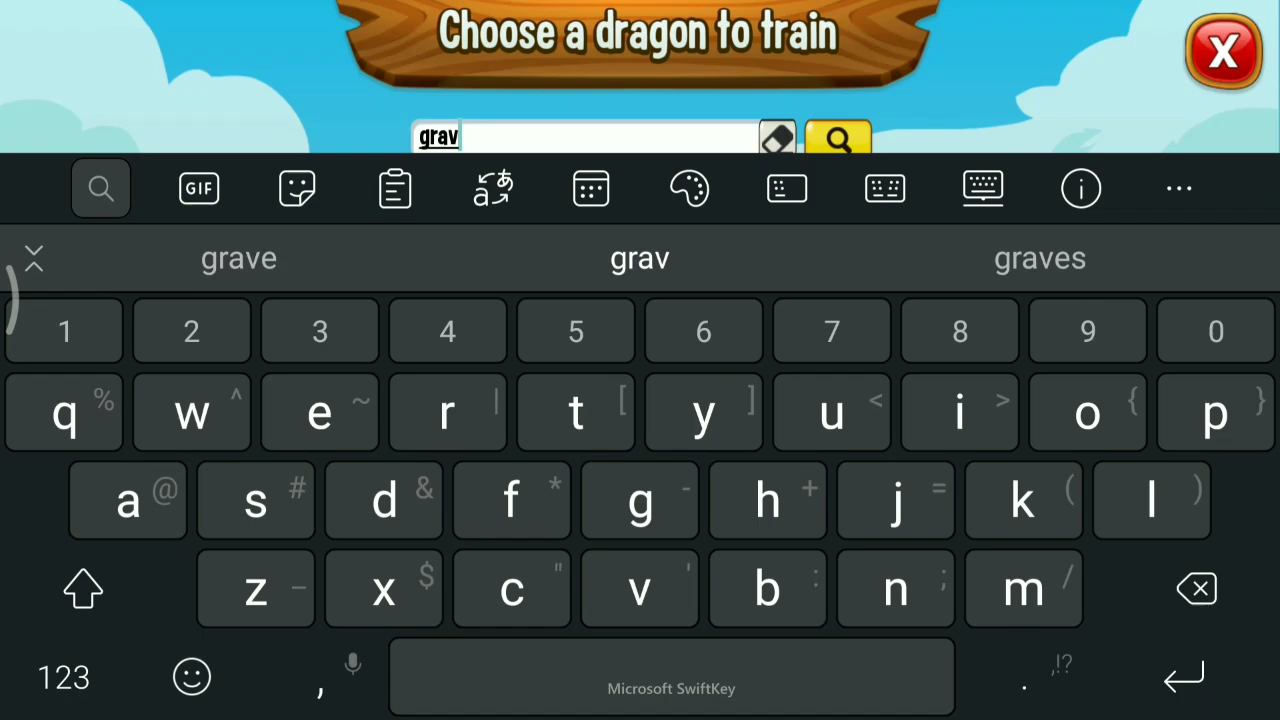 Choose a dragon to train
X
grav
GIF
grave grav graves
1 2 3 4 5 6 7 8 9 0
q % w ^ e ~ r | t [ y ] u < i > o { p }
a @ s # d & f * g - h + j = k ( l )
z _ x $ c " v ' b : n ; m /
123 , Microsoft SwiftKey . ,!?